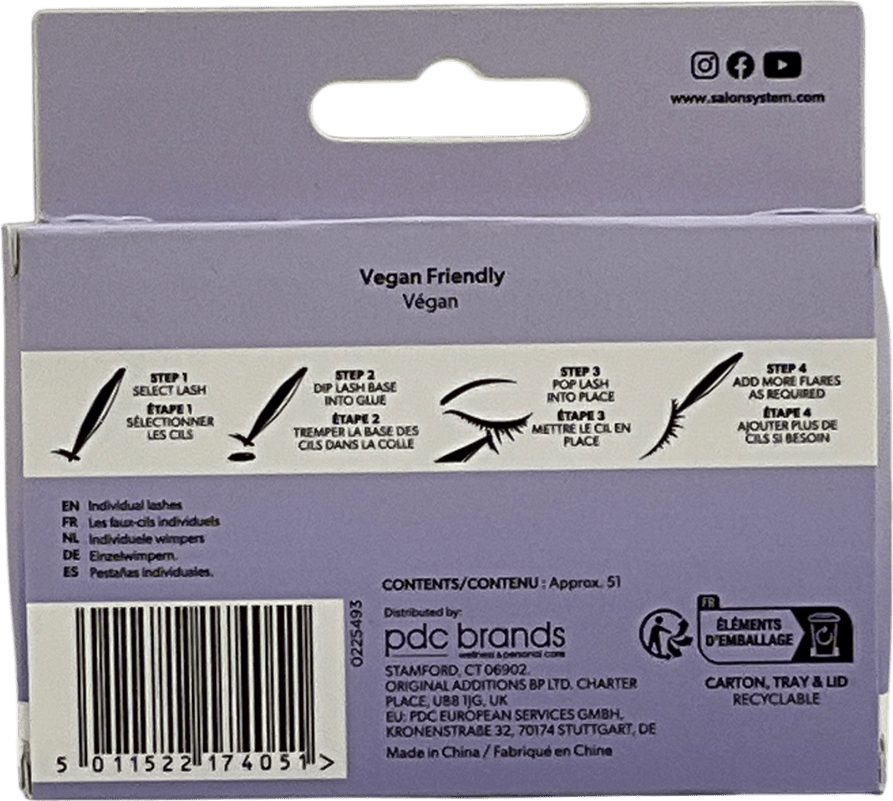 www.salonsystem.com
Vegan Friendly
Végan
STEP 1
SELECT LASH
ÉTAPE 1
SÉLECTIONNER
LES CILS
STEP 2
DIP LASH BASE
INTO GLUE
ÉTAPE 2
TREMPER LA BASE DES
CILS DANS LA COLLE
STEP 3
POP LASH
INTO PLACE
ÉTAPE 3
METTRE LE CIL EN
PLACE
STEP 4
ADD MORE FLARES
AS REQUIRED
ÉTAPE 4
AJOUTER PLUS DE
CILS SI BESOIN
EN Individual lashes
FR Les faux-cils individuels
NL Individuele wimpers
DE Einzelwimpern.
ES Pestañas individuales.
5 011522 174051 >
0225493
CONTENTS/CONTENU : Approx. 51
Distributed by:
pdc brands
wellness & personal care
STAMFORD, CT 06902.
ORIGINAL ADDITIONS BP LTD. CHARTER
PLACE, UB8 1JG, UK
EU: PDC EUROPEAN SERVICES GMBH,
KRONENSTRAßE 32, 70174 STUTTGART, DE
Made in China / Fabriqué en Chine
FR
ÉLÉMENTS
D'EMBALLAGE
CARTON, TRAY & LID
RECYCLABLE